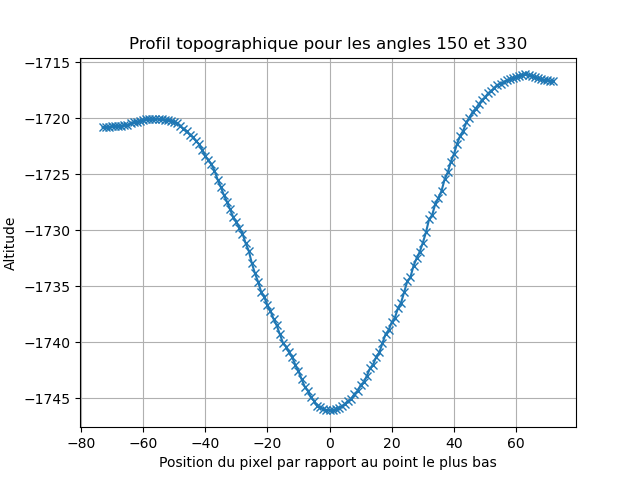 Profil topographique pour les angles 150 et 330
−1715
−1720
−1725
−1730
−1735
−1740
−1745
Altitude
−80 −60 −40 −20 0 20 40 60
Position du pixel par rapport au point le plus bas